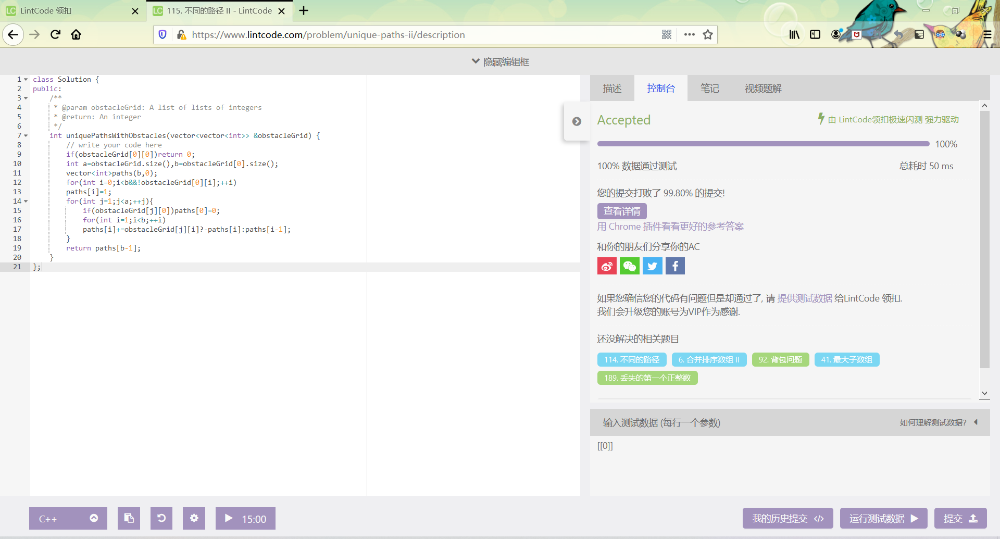 LintCode 领扣
115. 不同的路径 II - LintCode
https://www.lintcode.com/problem/unique-paths-ii/description
隐藏编辑框
1 class Solution {
2 public:
3     /**
4      * @param obstacleGrid: A list of lists of integers
5      * @return: An integer
6      */
7     int uniquePathsWithObstacles(vector<vector<int>> &obstacleGrid) {
8         // write your code here
9         if(obstacleGrid[0][0])return 0;
10         int a=obstacleGrid.size(),b=obstacleGrid[0].size();
11         vector<int>paths(b,0);
12         for(int i=0;i<b&&!obstacleGrid[0][i];++i)
13         paths[i]=1;
14         for(int j=1;j<a;++j){
15             if(obstacleGrid[j][0])paths[0]=0;
16             for(int i=1;i<b;++i)
17             paths[i]+=obstacleGrid[j][i]?-paths[i]:paths[i-1];
18         }
19         return paths[b-1];
20     }
21 };
描述 控制台 笔记 视频题解
Accepted
由 LintCode领扣极速闪测 强力驱动
100%
100% 数据通过测试
总耗时 50 ms
您的提交打败了 99.80% 的提交!
查看详情
用 Chrome 插件看看更好的参考答案
和你的朋友们分享你的AC
如果您确信您的代码有问题但是却通过了, 请 提供测试数据 给LintCode 领扣.
我们会升级您的账号为VIP作为感谢.
还没解决的相关题目
114. 不同的路径 6. 合并排序数组 II 92. 背包问题 41. 最大子数组
189. 丢失的第一个正整数
输入测试数据 (每行一个参数)
如何理解测试数据?
[[0]]
C++
15:00
我的历史提交 </>
运行测试数据
提交